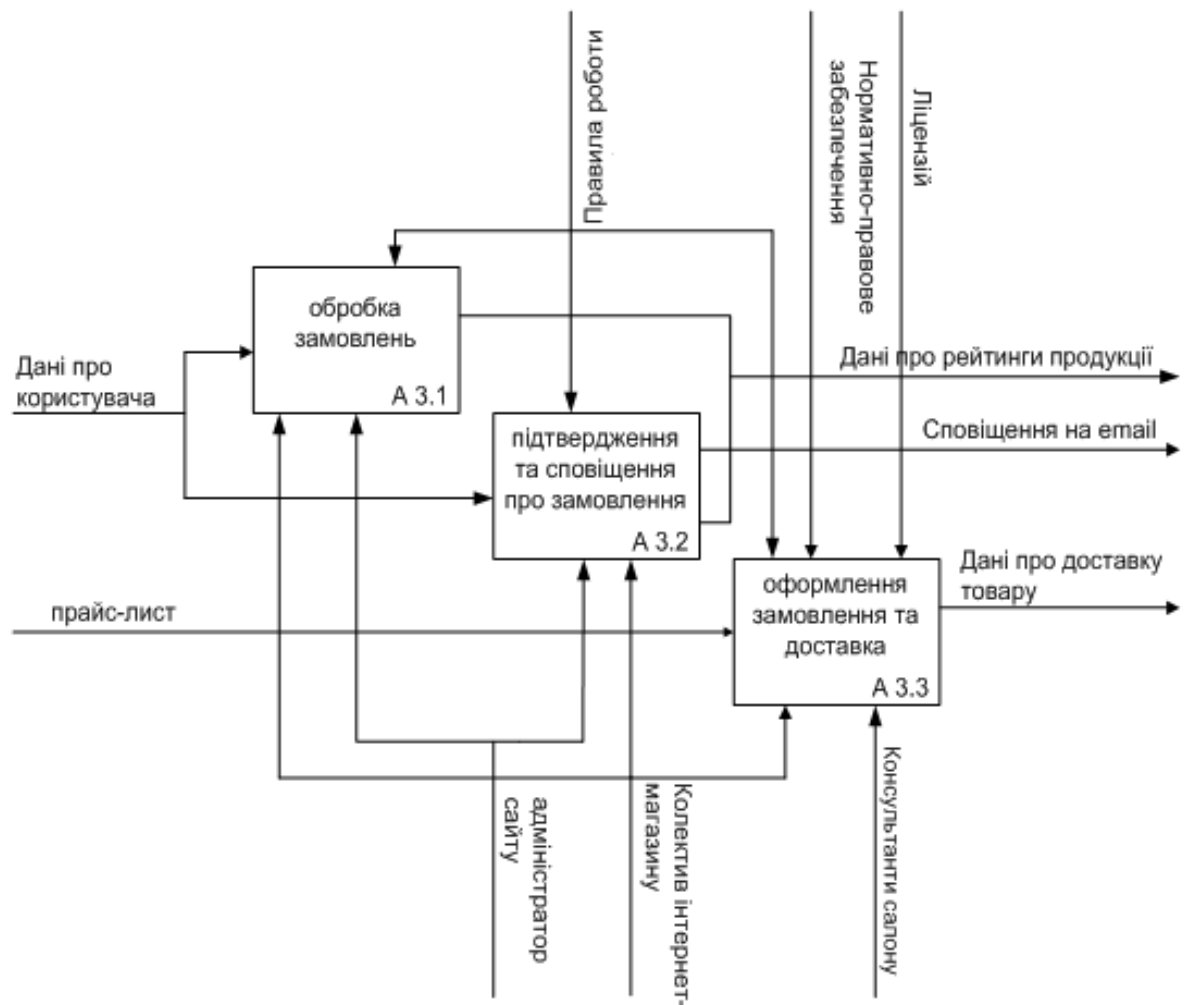 Правила роботи
Нормативно-правове
забезпечення
Ліцензій
обробка
замовлень
А 3.1
Дані про
користувача
Дані про рейтинги продукції
підтвердження
та сповіщення
про замовлення
А 3.2
Сповіщення на email
оформлення
замовлення та
доставка
А 3.3
Дані про доставку
товару
прайс-лист
адміністратор
сайту
Колектив інтернет-
магазину
Консультанти салону